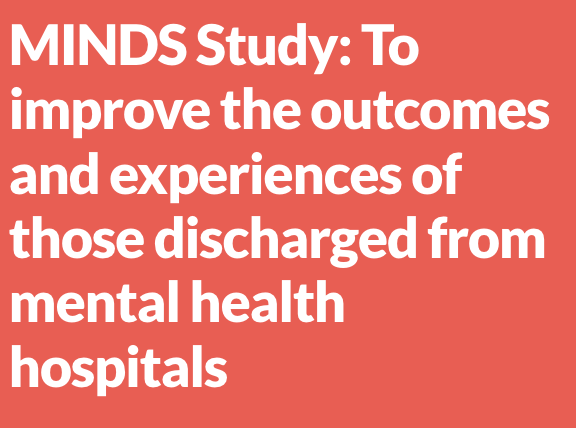 MINDS Study: To
improve the outcomes
and experiences of
those discharged from
mental health
hospitals